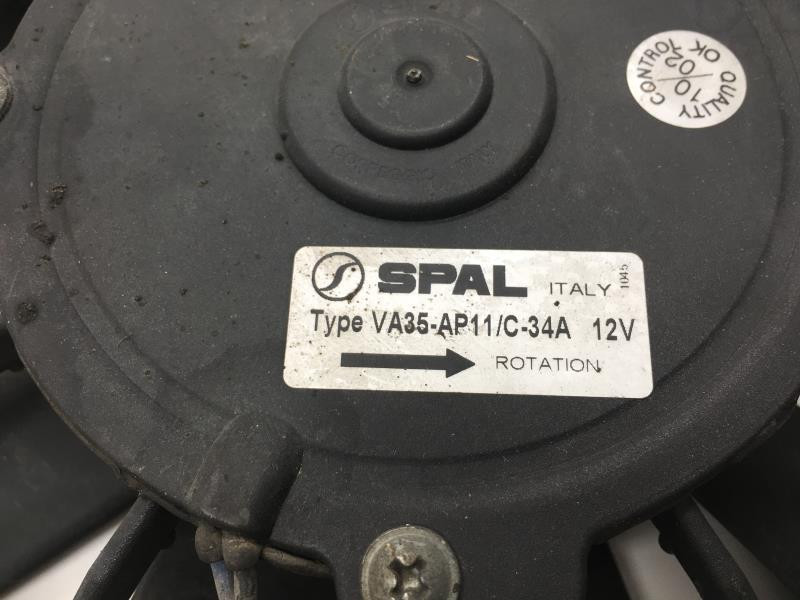 QUALITY CONTROL OK
10
02
SPAL ITALY 1045
Type VA35-AP11/C-34A 12V
ROTATION